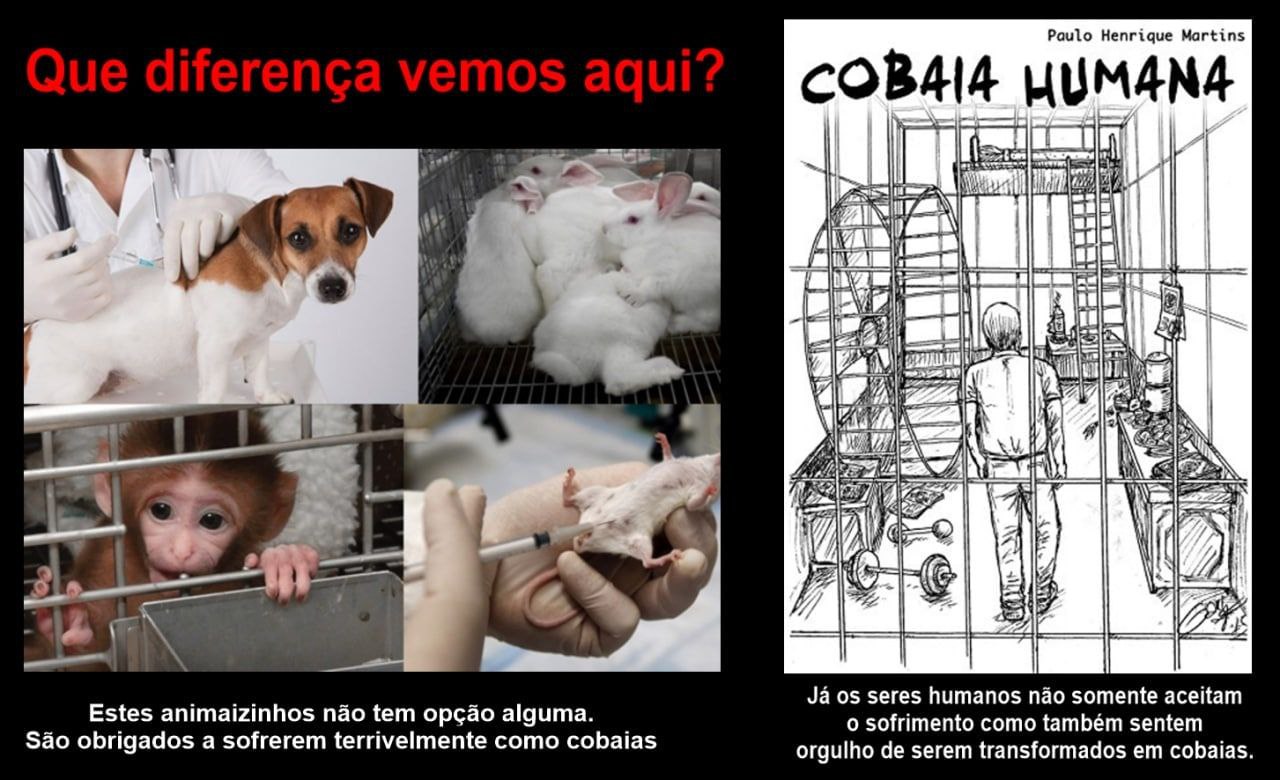 Que diferença vemos aqui?
Estes animaizinhos não tem opção alguma.
São obrigados a sofrerem terrivelmente como cobaias
Paulo Henrique Martins
COBAIA HUMANA
Já os seres humanos não somente aceitam
o sofrimento como também sentem
orgulho de serem transformados em cobaias.